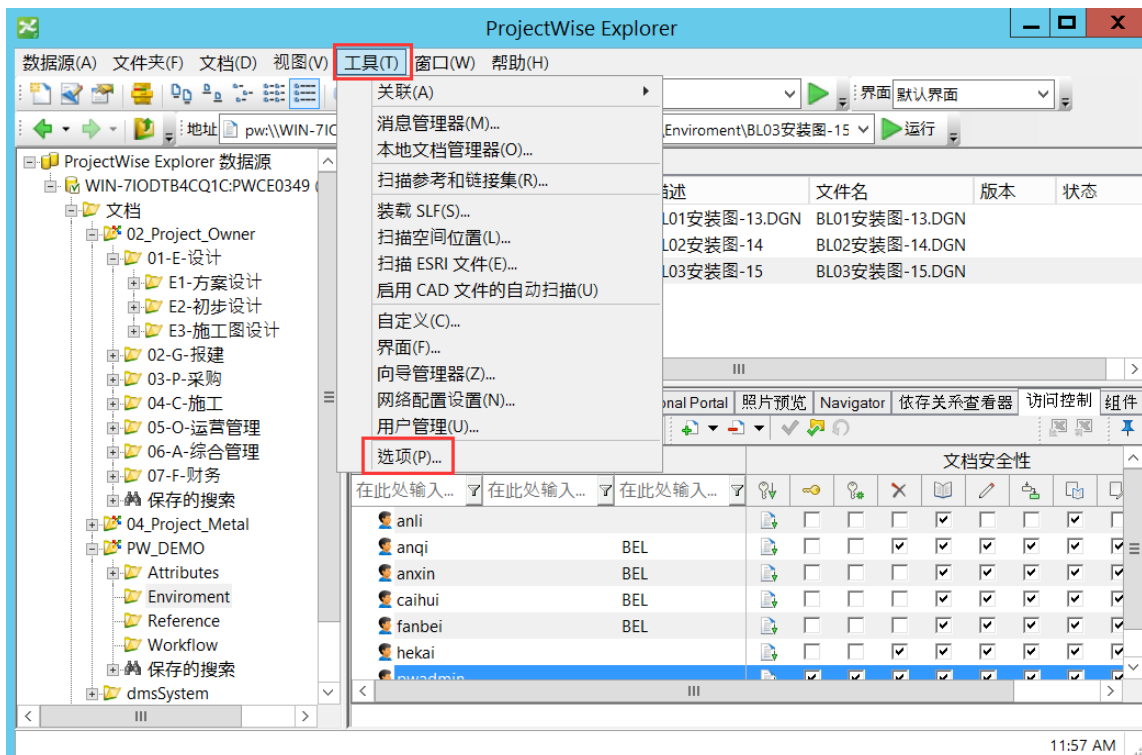 ProjectWise Explorer
数据源(A) 文件夹(F) 文档(D) 视图(V) 工具(T) 窗口(W) 帮助(H)
界面 默认界面
地址 pw:\\WIN-7IC
Enviroment\BL03安装图-15 运行
关联(A)
消息管理器(M)...
本地文档管理器(O)...
扫描参考和链接集(R)...
装载 SLF(S)...
扫描空间位置(L)...
扫描 ESRI 文件(E)...
启用 CAD 文件的自动扫描(U)
自定义(C)...
界面(F)...
向导管理器(Z)...
网络配置设置(N)...
用户管理(U)...
选项(P)...
ProjectWise Explorer 数据源
WIN-7IODTB4CQ1C:PWCE0349 (
文档
02_Project_Owner
01-E-设计
E1-方案设计
E2-初步设计
E3-施工图设计
02-G-报建
03-P-采购
04-C-施工
05-O-运营管理
06-A-综合管理
07-F-财务
保存的搜索
04_Project_Metal
PW_DEMO
Attributes
Enviroment
Reference
Workflow
保存的搜索
dmsSystem
描述 文件名 版本 状态
L01安装图-13.DGN BL01安装图-13.DGN
L02安装图-14 BL02安装图-14.DGN
L03安装图-15 BL03安装图-15.DGN
onal Portal 照片预览 Navigator 依存关系查看器 访问控制 组件
文档安全性
在此处输入... 在此处输入... 在此处输入...
anli
anqi BEL
anxin BEL
caihui BEL
fanbei BEL
hekai
pwadmin
11:57 AM